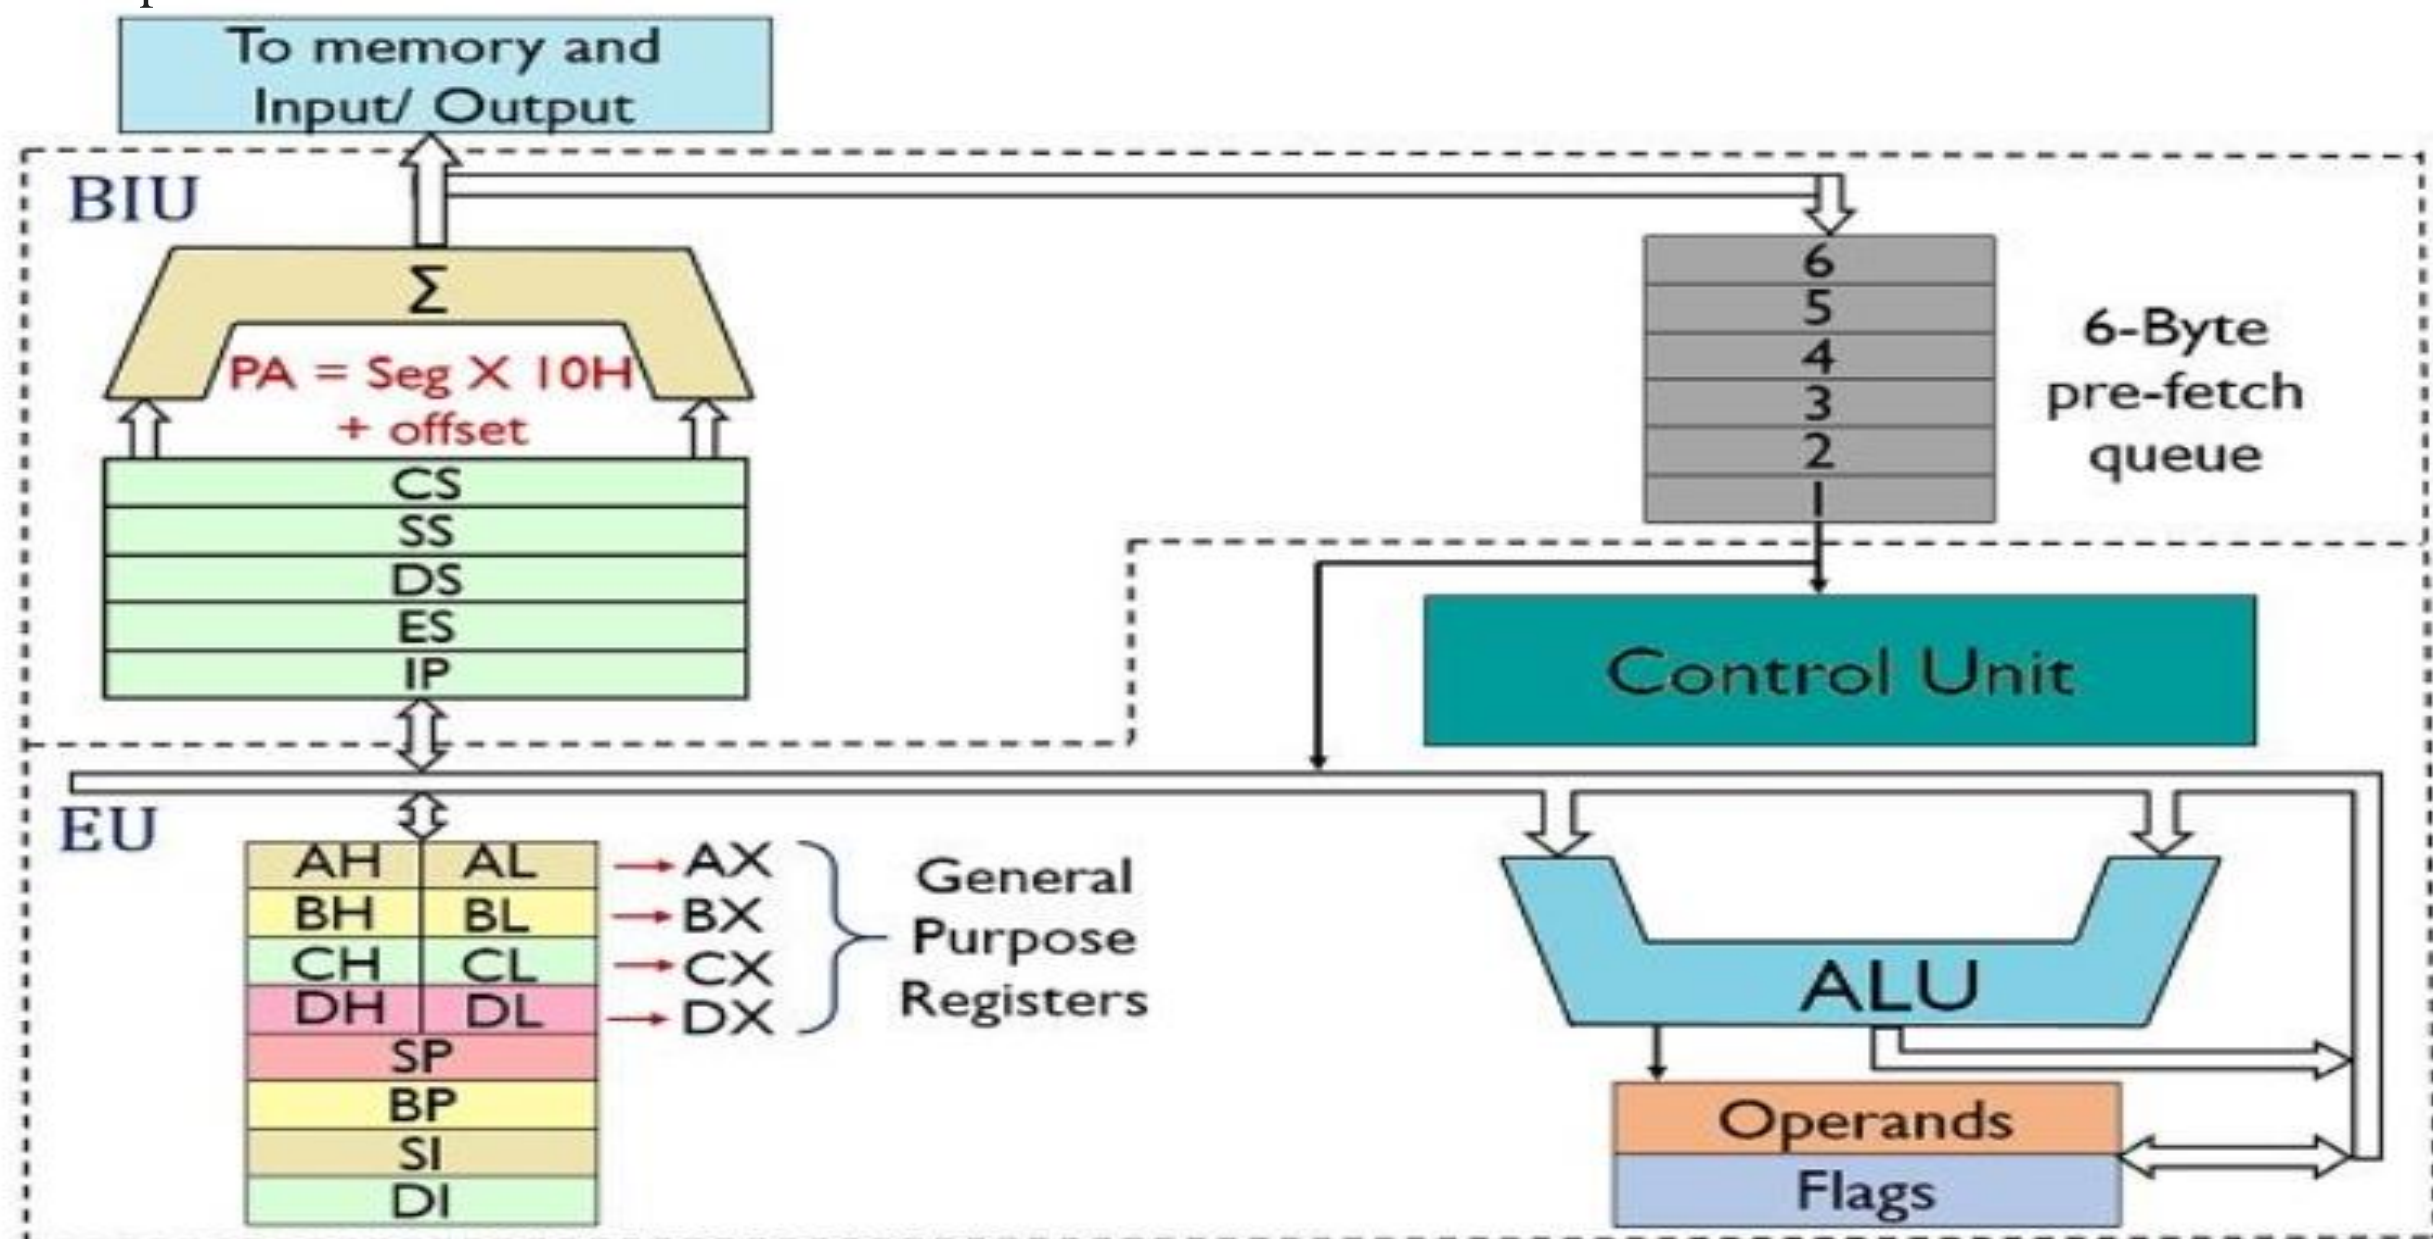 To memory and
Input/ Output
BIU
Σ
PA = Seg X 10H
+ offset
CS
SS
DS
ES
IP
6
5
4
3
2
1
6-Byte
pre-fetch
queue
Control Unit
EU
AH AL → AX
BH BL → BX
CH CL → CX
DH DL → DX
SP
BP
SI
DI
General
Purpose
Registers
ALU
Operands
Flags